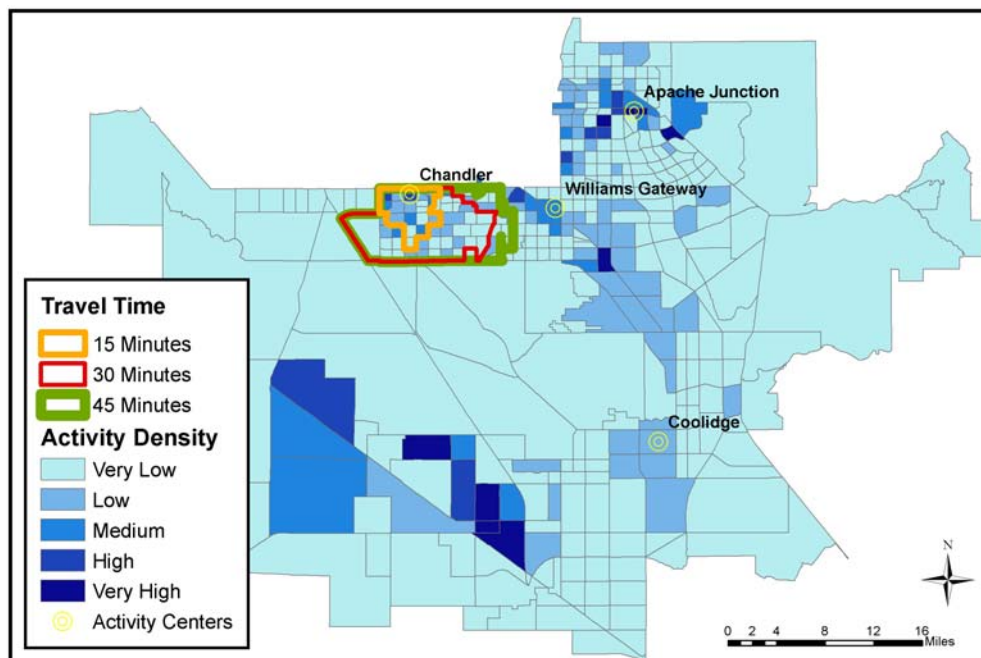 Apache Junction
Chandler
Williams Gateway
Coolidge
Travel Time
15 Minutes
30 Minutes
45 Minutes
Activity Density
Very Low
Low
Medium
High
Very High
Activity Centers
N
0 2 4 8 12 16
Miles